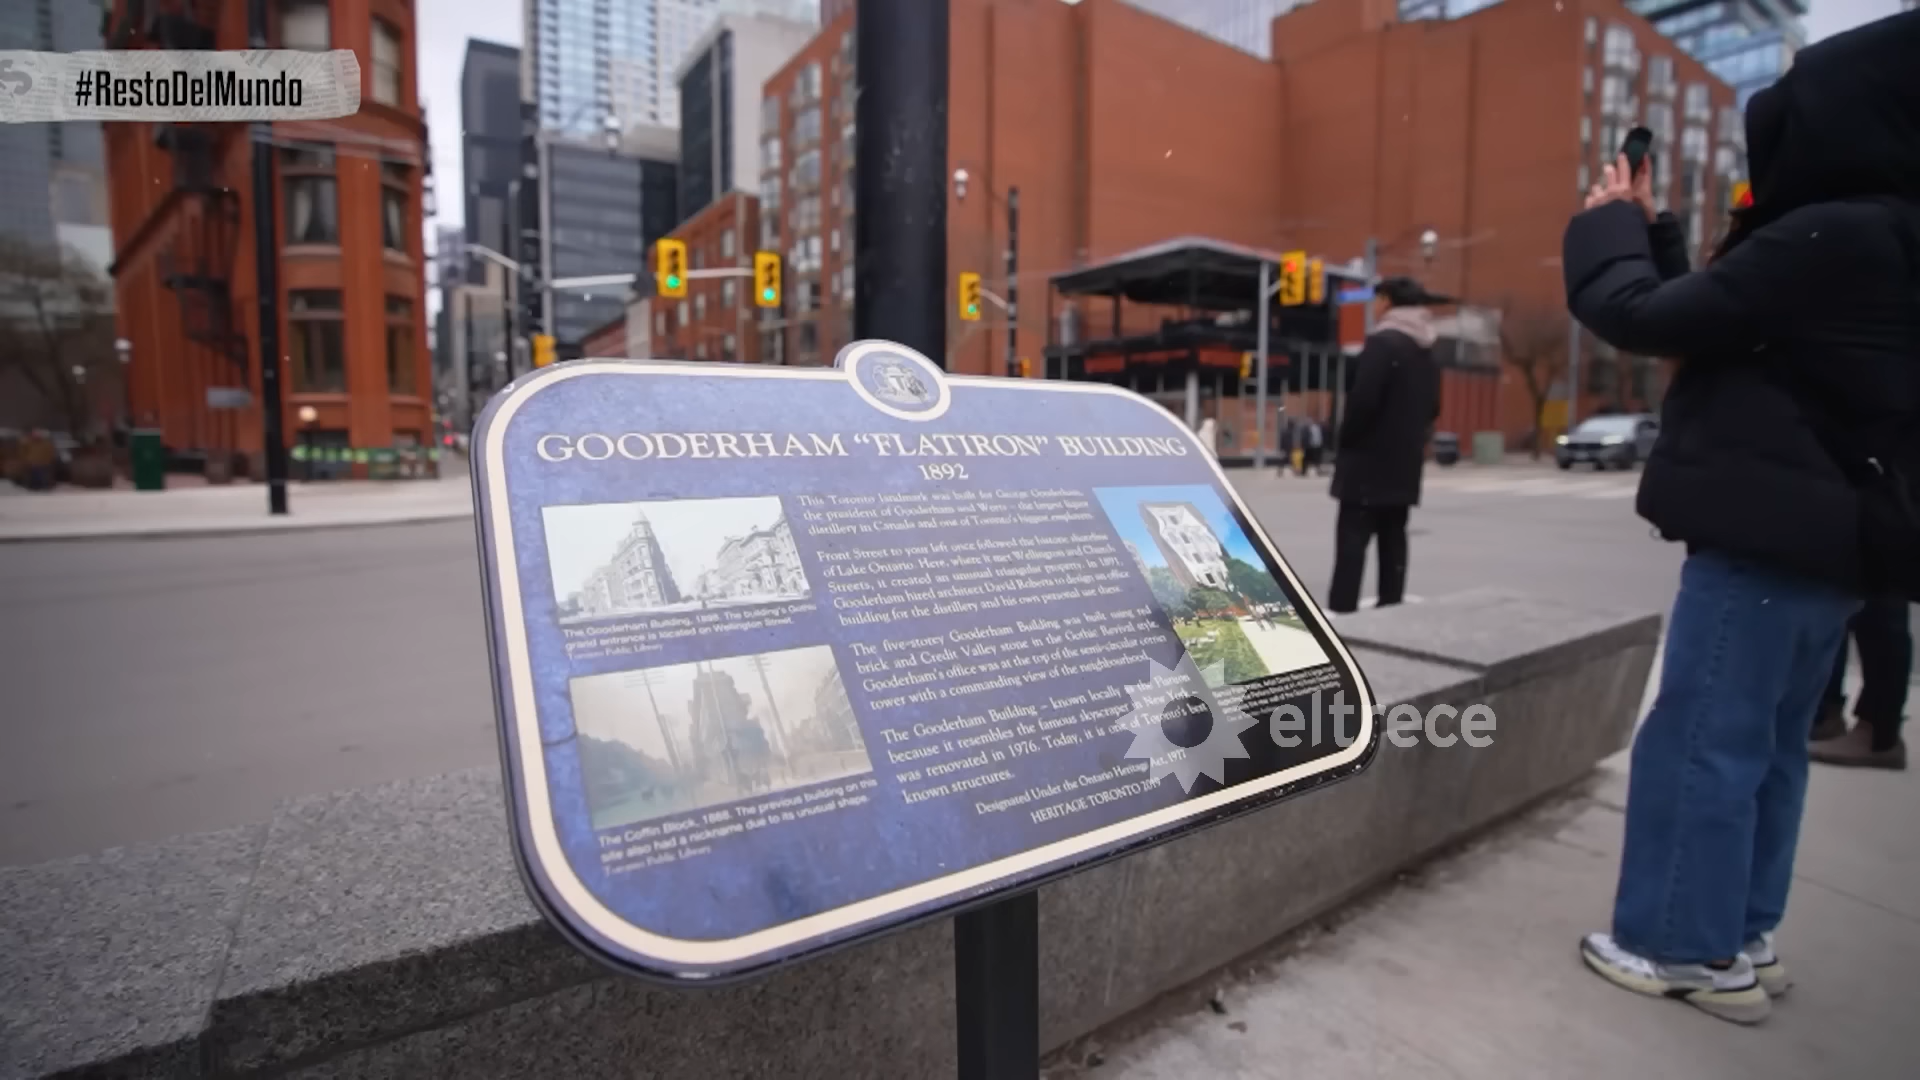 #RestoDelMundo
GOODERHAM "FLATIRON" BUILDING
1892
This Toronto landmark was built for George Gooderham,
the president of Gooderham and Worts – the largest liquor
distillery in Canada and one of Toronto's biggest employers.
Front Street to your left once followed the historic shoreline
of Lake Ontario. Here, where it met Wellington and Church
Streets, it created an unusual triangular property. In 1891,
Gooderham hired architect David Roberts to design an office
building for the distillery and his own personal use there.
The five-storey Gooderham Building was built using red
brick and Credit Valley stone in the Gothic Revival style.
Gooderham's office was at the top of the semi-circular corner
tower with a commanding view of the neighbourhood.
The Gooderham Building – known locally as the Flatiron
because it resembles the famous skyscraper in New York –
was renovated in 1976. Today, it is one of Toronto's best
known structures.
Designated Under the Ontario Heritage Act, 1977
HERITAGE TORONTO 2019
The Gooderham Building, 1898. The building's Gothic
grand entrance is located on Wellington Street.
Toronto Public Library
The Coffin Block, 1888. The previous building on this
site also had a nickname due to its unusual shape.
Toronto Public Library
eltrece